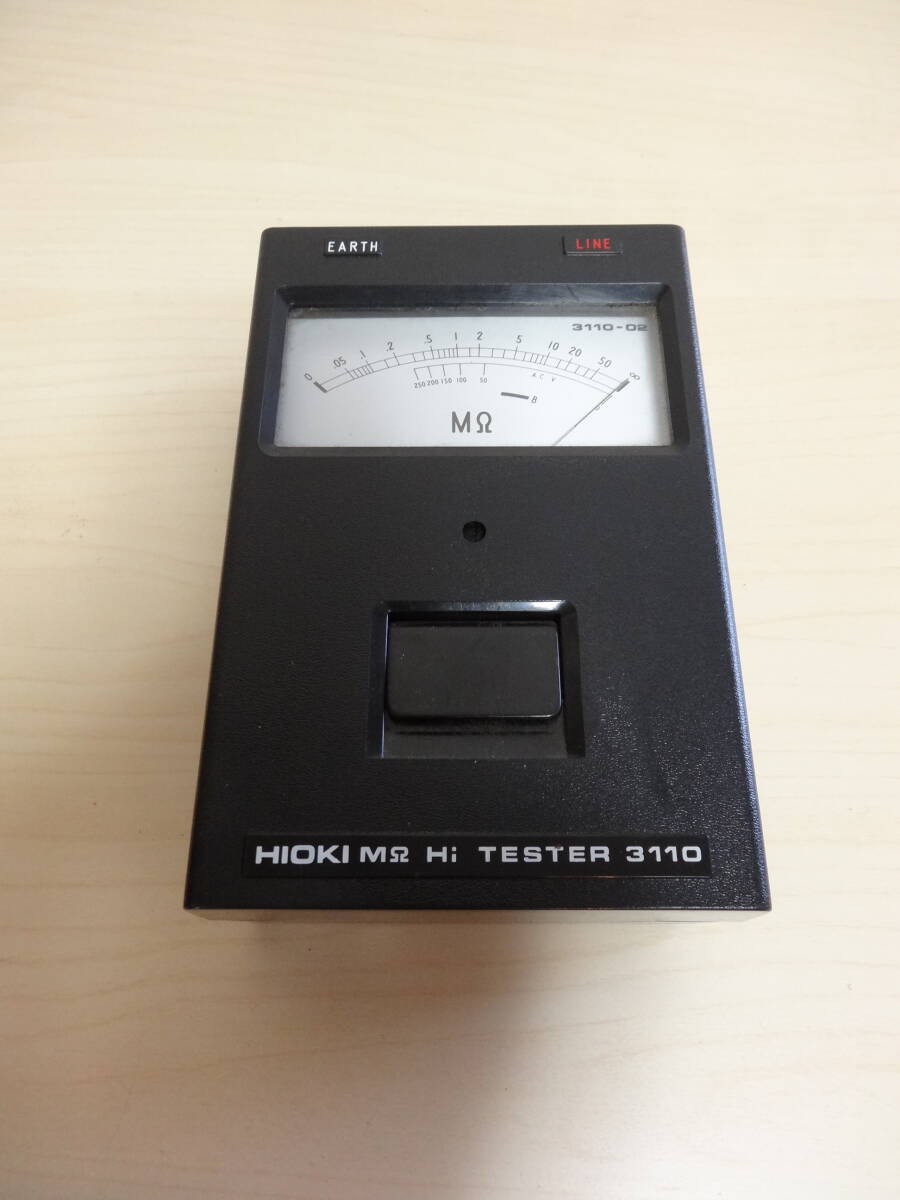 EARTH
LINE
3110-02
0 .05 .1 .2 .5 1 2 5 10 20 50 ∞
250 200 150 100 50 A.C V 0
B
MΩ
HIOKI MΩ Hi TESTER 3110